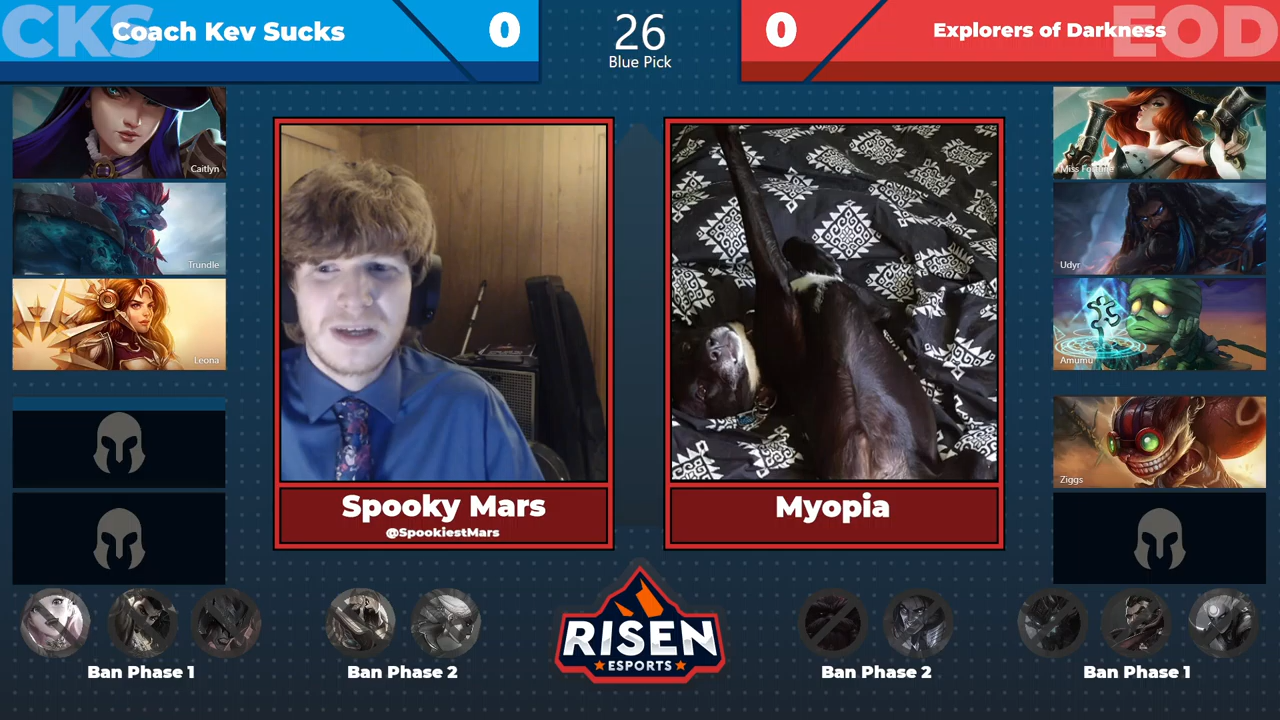 CKS
Coach Kev Sucks
0
26
Blue Pick
0
Explorers of Darkness
EOD
Caitlyn
Trundle
Leona
Miss Fortune
Udyr
Amumu
Ziggs
Spooky Mars
@SpookiestMars
Myopia
Ban Phase 1
Ban Phase 2
RISEN
ESPORTS
Ban Phase 2
Ban Phase 1